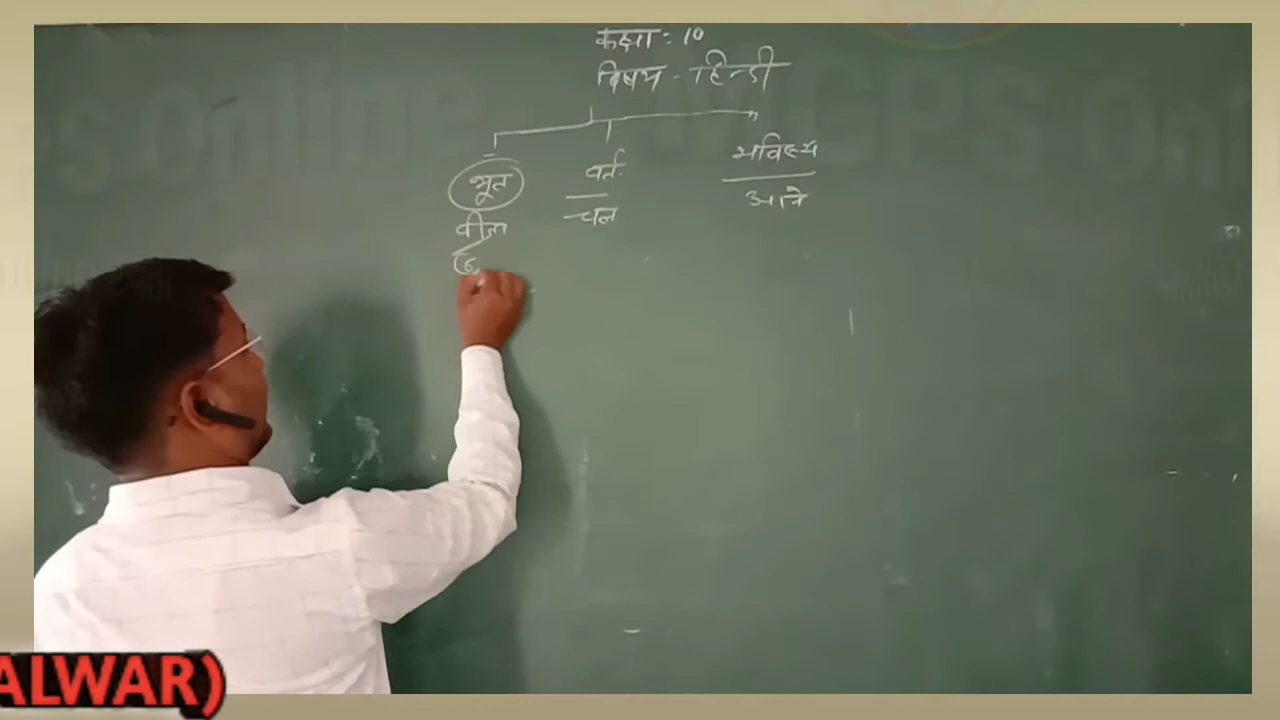 कक्षा : 10
विषय - हिन्दी
भूत वर्त. भविष्य
बीता चल आने
ALWAR)